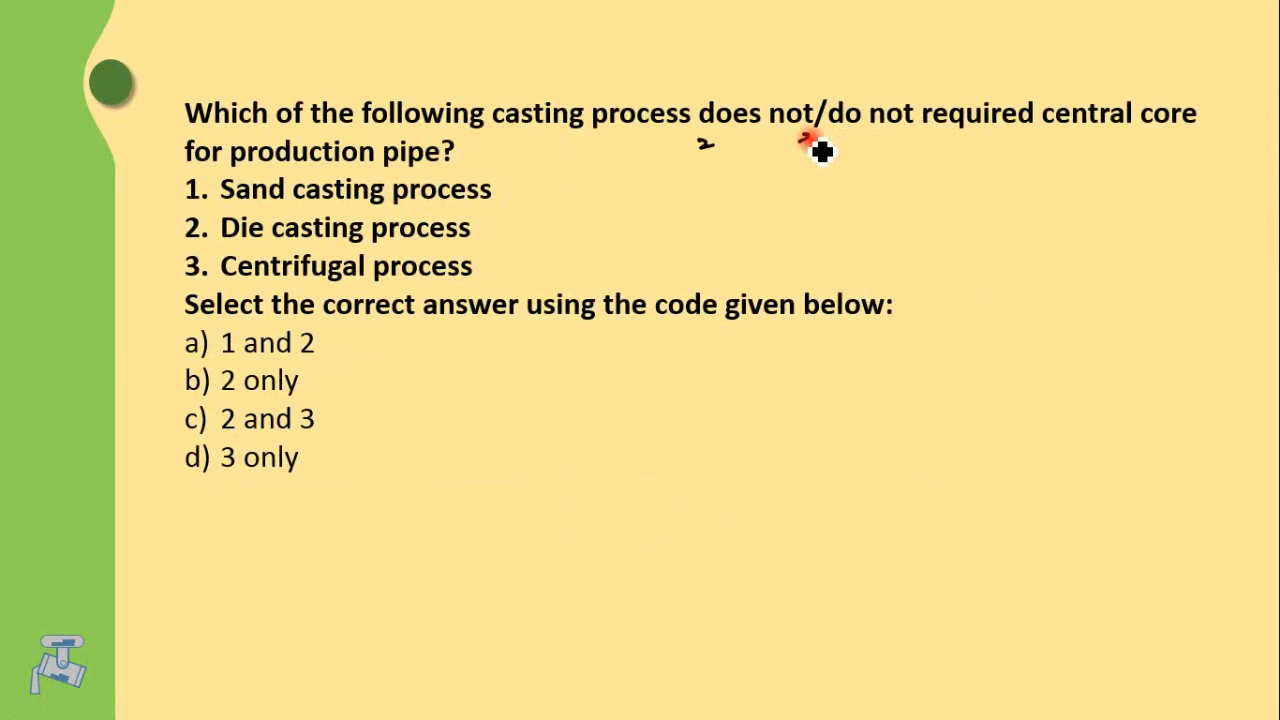 Which of the following casting process does not/do not required central core
for production pipe?
1. Sand casting process
2. Die casting process
3. Centrifugal process
Select the correct answer using the code given below:
a) 1 and 2
b) 2 only
c) 2 and 3
d) 3 only